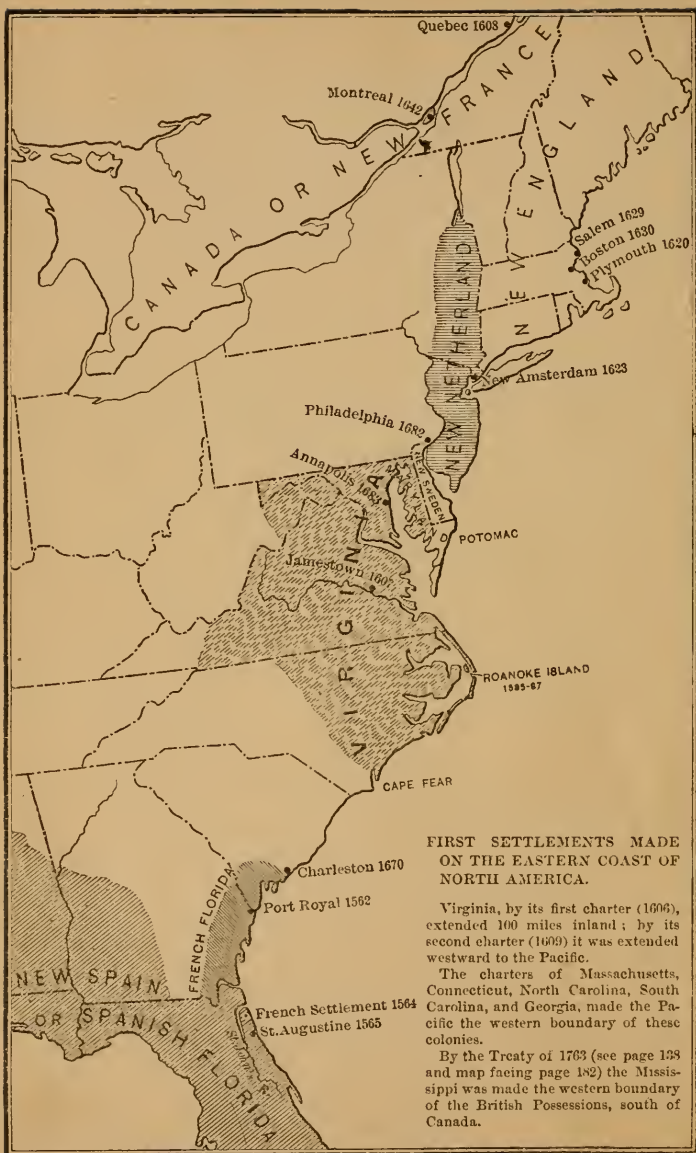 Quebec 1608
Montreal 1642
CANADA OR NEW FRANCE
NEW ENGLAND
Salem 1629
Boston 1630
Plymouth 1620
NEW NETHERLAND
New Amsterdam 1623
Philadelphia 1682
Annapolis 1683
MARYLAND
NEW SWEDEN
POTOMAC
Jamestown 1607
VIRGINIA
ROANOKE ISLAND
1585-87
CAPE FEAR
Charleston 1670
FRENCH FLORIDA
Port Royal 1562
NEW SPAIN
OR SPANISH FLORIDA
French Settlement 1564
St. Augustine 1565
FIRST SETTLEMENTS MADE
ON THE EASTERN COAST OF
NORTH AMERICA.
Virginia, by its first charter (1606),
extended 100 miles inland; by its
second charter (1609) it was extended
westward to the Pacific.
The charters of Massachusetts,
Connecticut, North Carolina, South
Carolina, and Georgia, made the Pa-
cific the western boundary of these
colonies.
By the Treaty of 1763 (see page 138
and map facing page 182) the Missis-
sippi was made the western boundary
of the British Possessions, south of
Canada.